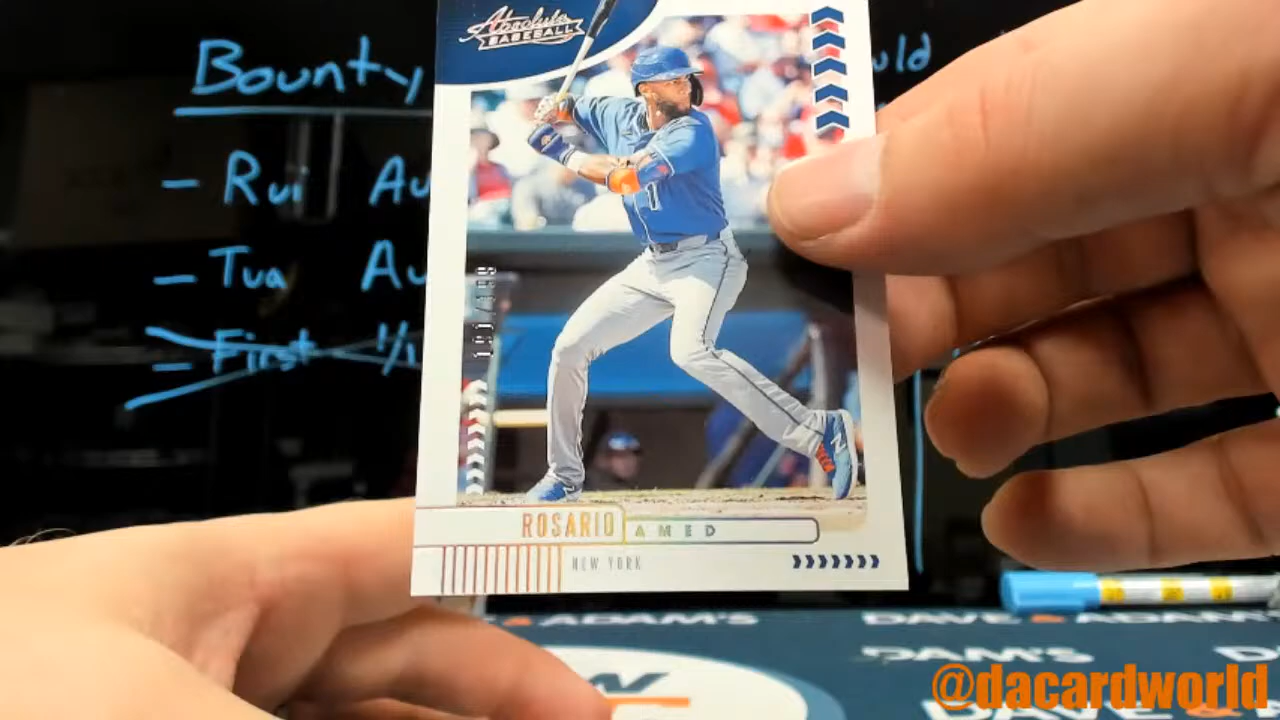 Absolute
BASEBALL
Bounty
uld
- Rui Au
- Tua Au
- First 1/1
1
ROSARIO AMED
NEW YORK
& ADAM'S DAVE & ADAM
DAM'S D
@dacardworld